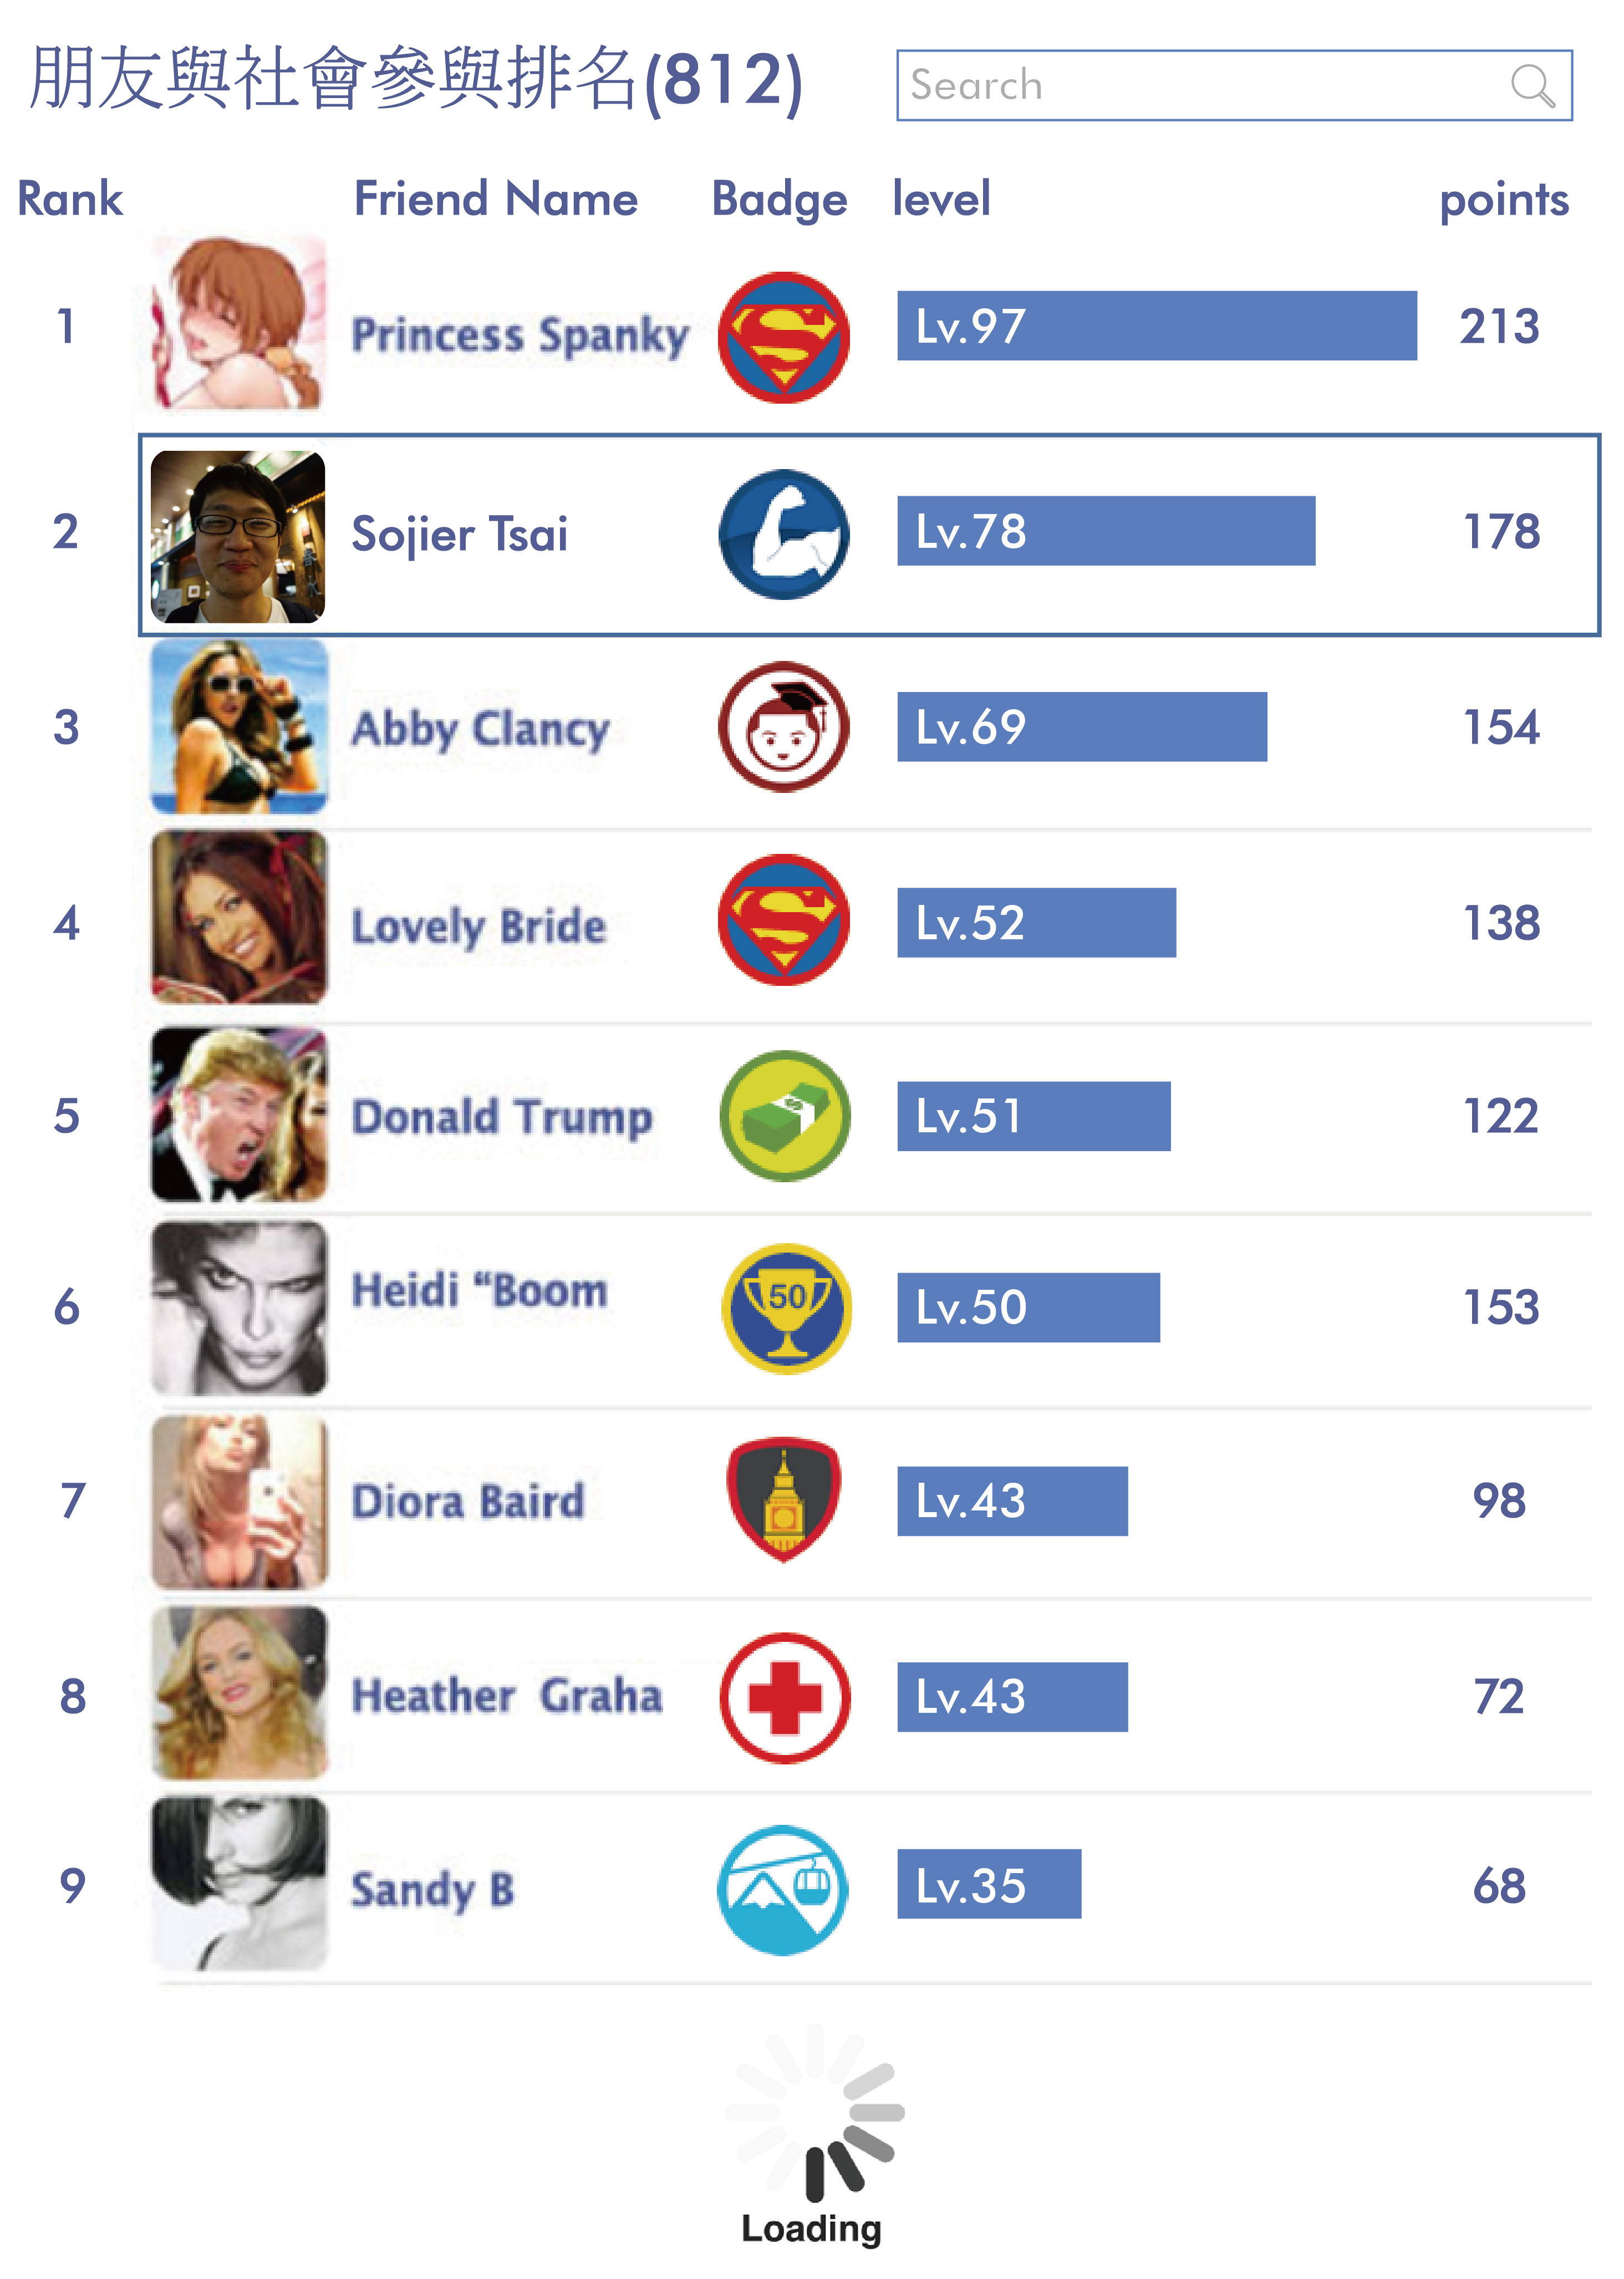 朋友與社會參與排名(812)
Search
Rank Friend Name Badge level points
1 Princess Spanky Lv.97 213
2 Sojier Tsai Lv.78 178
3 Abby Clancy Lv.69 154
4 Lovely Bride Lv.52 138
5 Donald Trump Lv.51 122
6 Heidi “Boom 50 Lv.50 153
7 Diora Baird Lv.43 98
8 Heather Graha Lv.43 72
9 Sandy B Lv.35 68
Loading